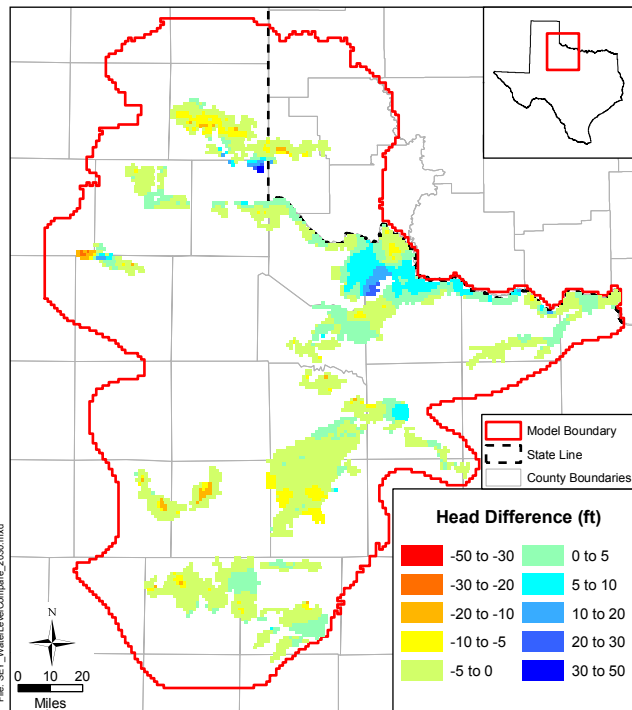 Model Boundary
State Line
County Boundaries
Head Difference (ft)
-50 to -30
-30 to -20
-20 to -10
-10 to -5
-5 to 0
0 to 5
5 to 10
10 to 20
20 to 30
30 to 50
N
0 10 20
Miles